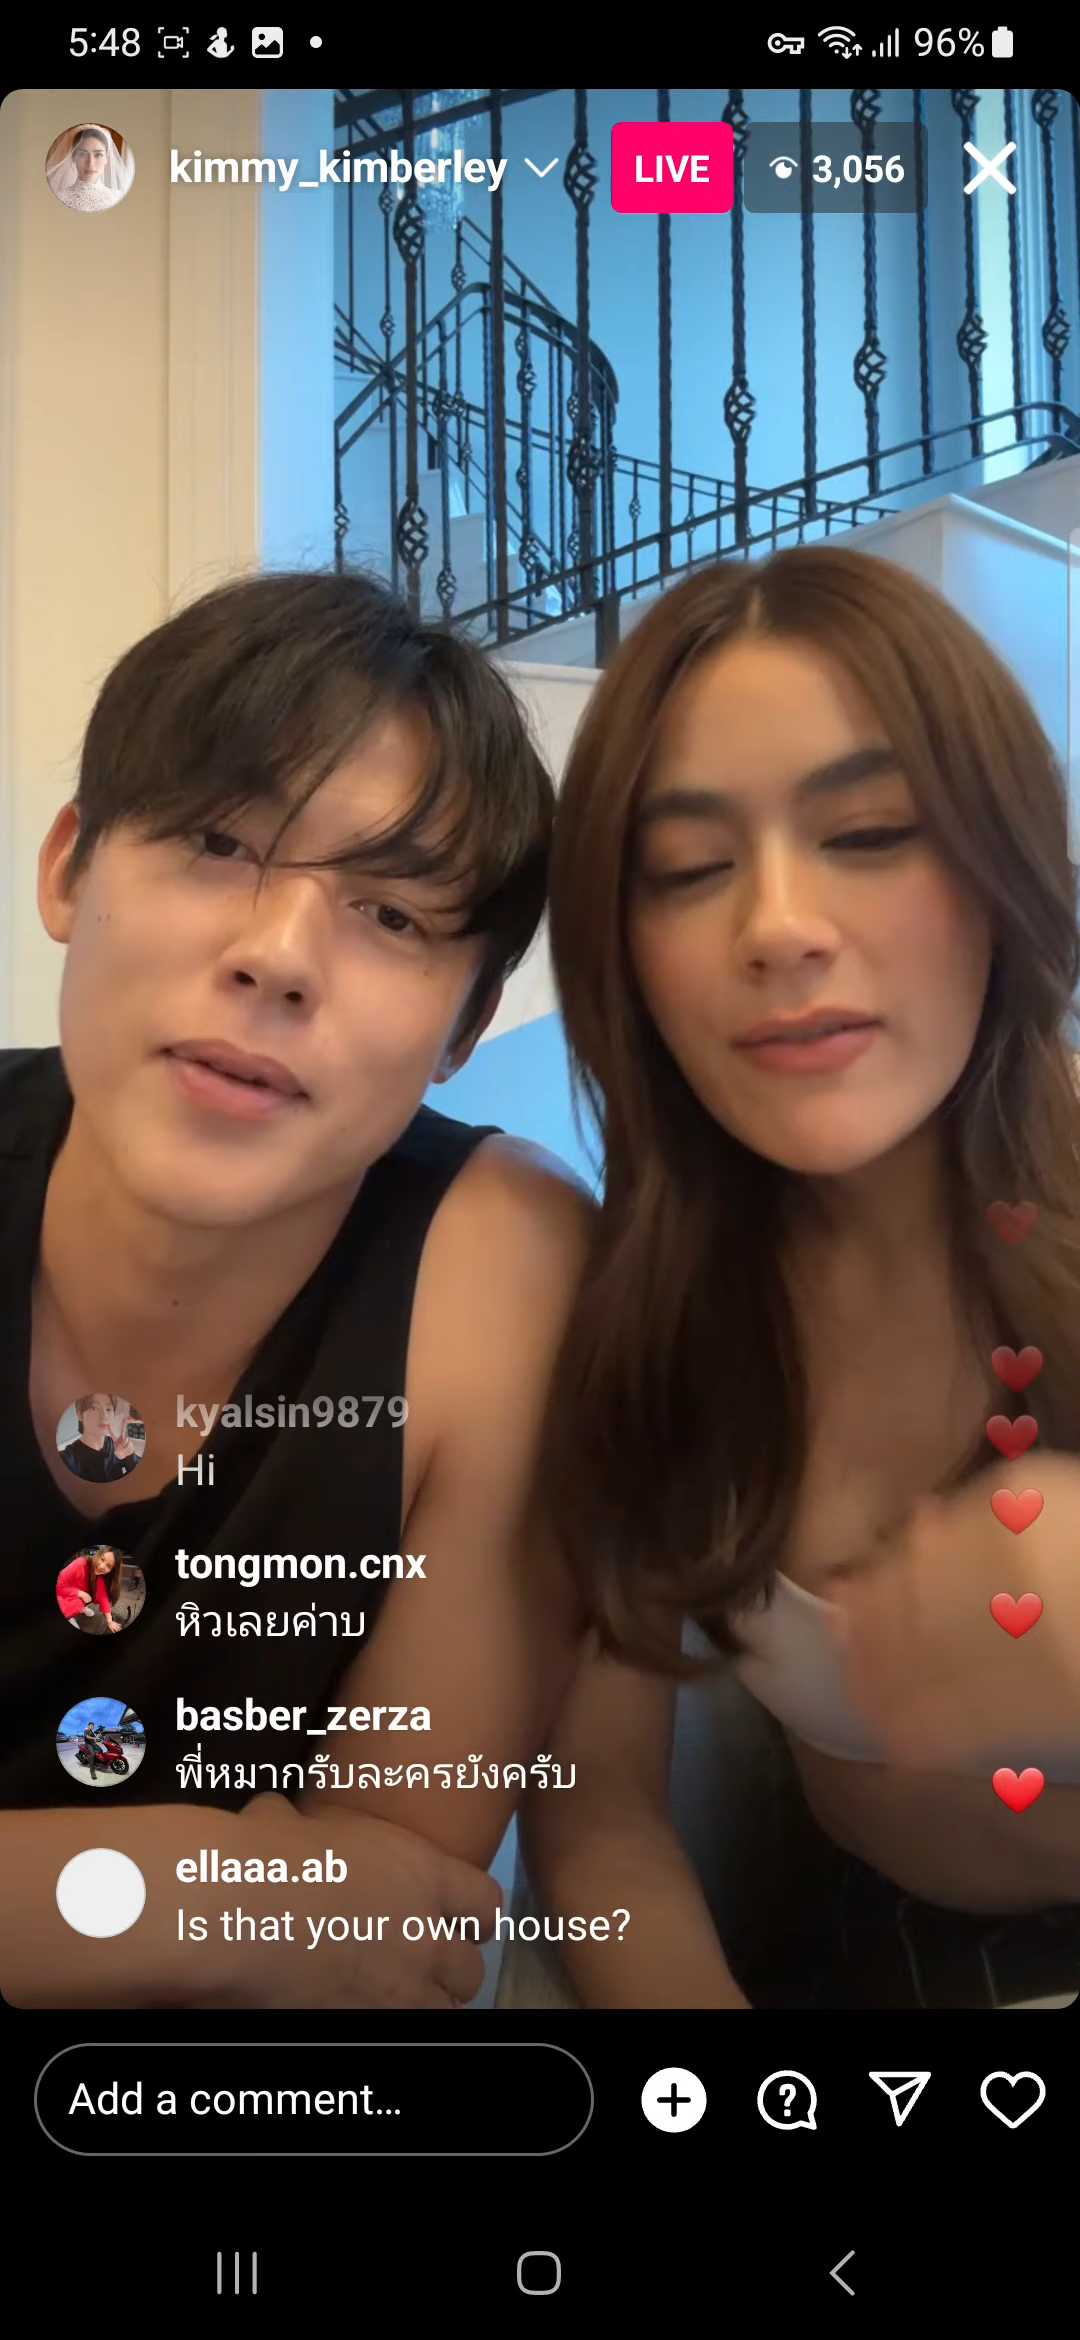 5:48
96%
kimmy_kimberley
LIVE
3,056
kyalsin9879
Hi
tongmon.cnx
หิวเลยค่าบ
basber_zerza
พี่หมากรับละครยังครับ
ellaaa.ab
Is that your own house?
Add a comment...